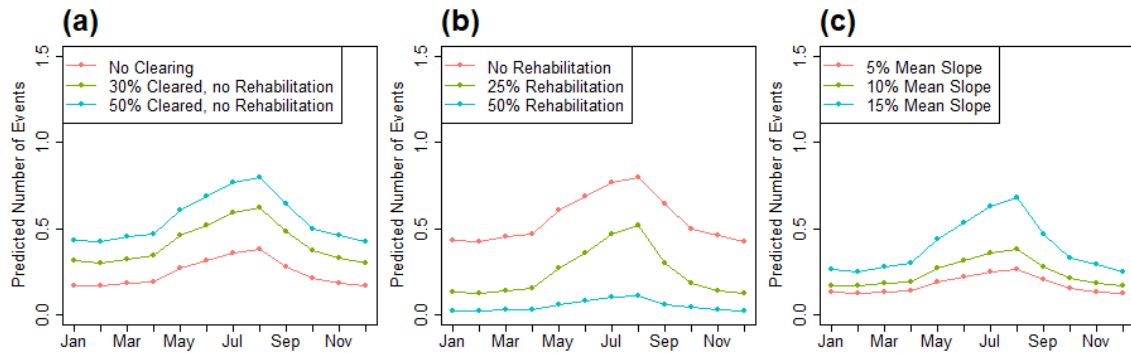 (a)
Predicted Number of Events
1.5
1.0
0.5
0.0
No Clearing
30% Cleared, no Rehabilitation
50% Cleared, no Rehabilitation
Jan Mar May Jul Sep Nov
(b)
Predicted Number of Events
1.5
1.0
0.5
0.0
No Rehabilitation
25% Rehabilitation
50% Rehabilitation
Jan Mar May Jul Sep Nov
(c)
Predicted Number of Events
1.5
1.0
0.5
0.0
5% Mean Slope
10% Mean Slope
15% Mean Slope
Jan Mar May Jul Sep Nov